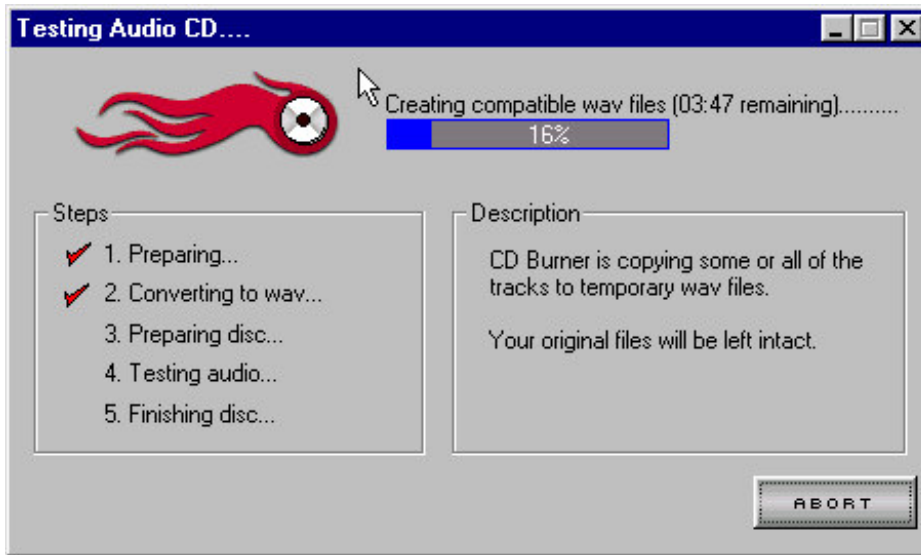 Testing Audio CD....
Creating compatible wav files (03:47 remaining)..........
16%
Steps
1. Preparing...
2. Converting to wav...
3. Preparing disc...
4. Testing audio...
5. Finishing disc...
Description
CD Burner is copying some or all of the
tracks to temporary wav files.
Your original files will be left intact.
ABORT